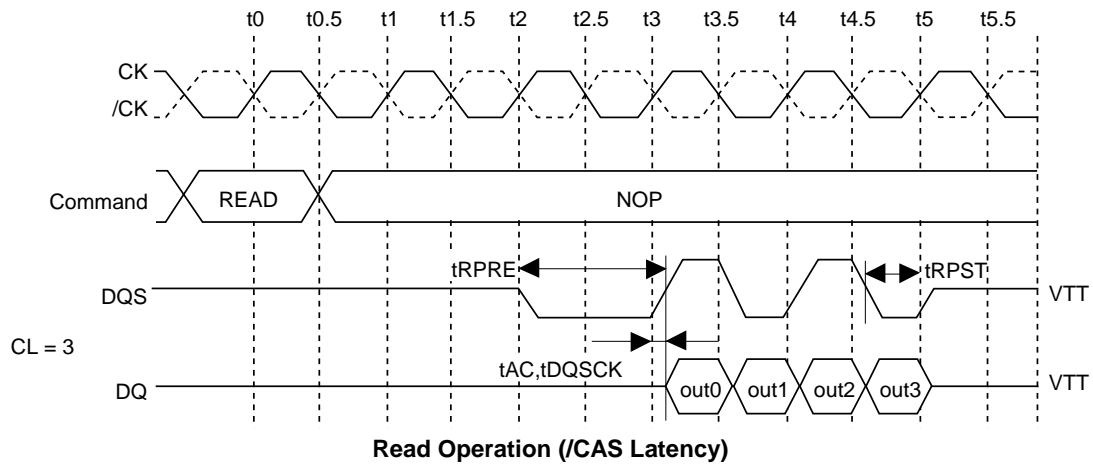 t0 t0.5 t1 t1.5 t2 t2.5 t3 t3.5 t4 t4.5 t5 t5.5
CK
/CK
Command READ NOP
tRPRE tRPST
DQS VTT
CL = 3
tAC,tDQSCK
DQ out0 out1 out2 out3 VTT
Read Operation (/CAS Latency)